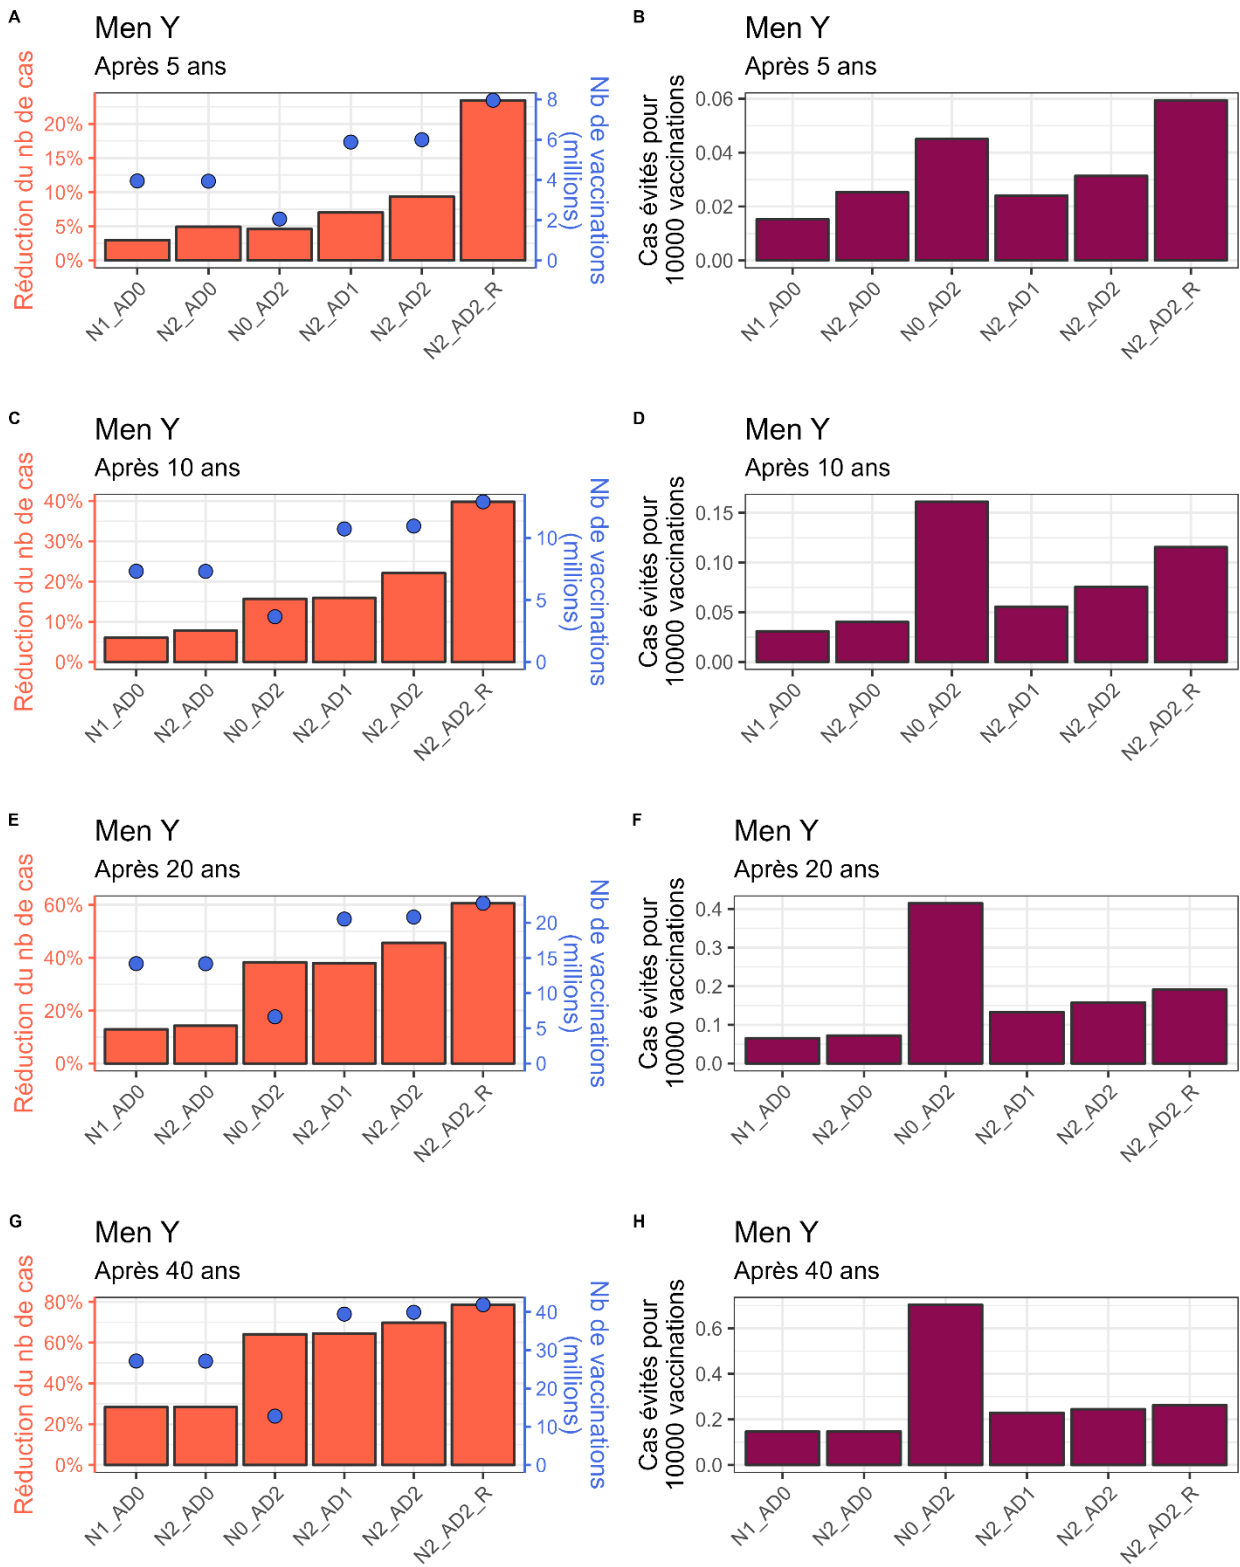 A
Men Y
Après 5 ans
Réduction du nb de cas
20%
15%
10%
5%
0%
8
6
4
2
0
Nb de vaccinations
(millions)
N1_AD0
N2_AD0
N0_AD2
N2_AD1
N2_AD2
N2_AD2_R
B
Men Y
Après 5 ans
Cas évités pour
10000 vaccinations
0.06
0.04
0.02
0.00
N1_AD0
N2_AD0
N0_AD2
N2_AD1
N2_AD2
N2_AD2_R
C
Men Y
Après 10 ans
Réduction du nb de cas
40%
30%
20%
10%
0%
10
5
0
Nb de vaccinations
(millions)
N1_AD0
N2_AD0
N0_AD2
N2_AD1
N2_AD2
N2_AD2_R
D
Men Y
Après 10 ans
Cas évités pour
10000 vaccinations
0.15
0.10
0.05
0.00
N1_AD0
N2_AD0
N0_AD2
N2_AD1
N2_AD2
N2_AD2_R
E
Men Y
Après 20 ans
Réduction du nb de cas
60%
40%
20%
0%
20
15
10
5
0
Nb de vaccinations
(millions)
N1_AD0
N2_AD0
N0_AD2
N2_AD1
N2_AD2
N2_AD2_R
F
Men Y
Après 20 ans
Cas évités pour
10000 vaccinations
0.4
0.3
0.2
0.1
0.0
N1_AD0
N2_AD0
N0_AD2
N2_AD1
N2_AD2
N2_AD2_R
G
Men Y
Après 40 ans
Réduction du nb de cas
80%
60%
40%
20%
0%
40
30
20
10
0
Nb de vaccinations
(millions)
N1_AD0
N2_AD0
N0_AD2
N2_AD1
N2_AD2
N2_AD2_R
H
Men Y
Après 40 ans
Cas évités pour
10000 vaccinations
0.6
0.4
0.2
0.0
N1_AD0
N2_AD0
N0_AD2
N2_AD1
N2_AD2
N2_AD2_R